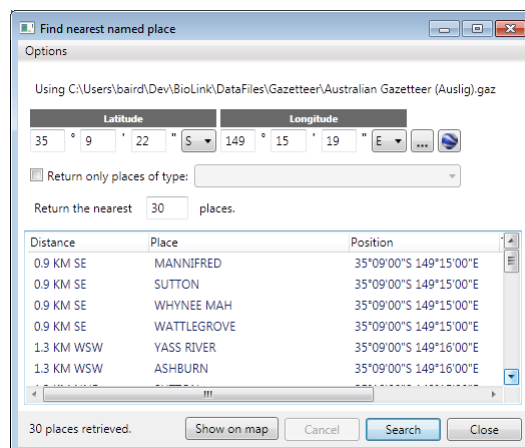 Find nearest named place
Options
Using C:\Users\baird\Dev\BioLink\DataFiles\Gazetteer\Australian Gazetteer (Auslig).gaz
Latitude Longitude
35 ° 9 ' 22 " S 149 ° 15 ' 19 " E ...
Return only places of type:
Return the nearest 30 places.
Distance Place Position
0.9 KM SE MANNIFRED 35°09'00"S 149°15'00"E
0.9 KM SE SUTTON 35°09'00"S 149°15'00"E
0.9 KM SE WHYNEE MAH 35°09'00"S 149°15'00"E
0.9 KM SE WATTLEGROVE 35°09'00"S 149°15'00"E
1.3 KM WSW YASS RIVER 35°09'00"S 149°16'00"E
1.3 KM WSW ASHBURN 35°09'00"S 149°16'00"E
30 places retrieved. Show on map Cancel Search Close